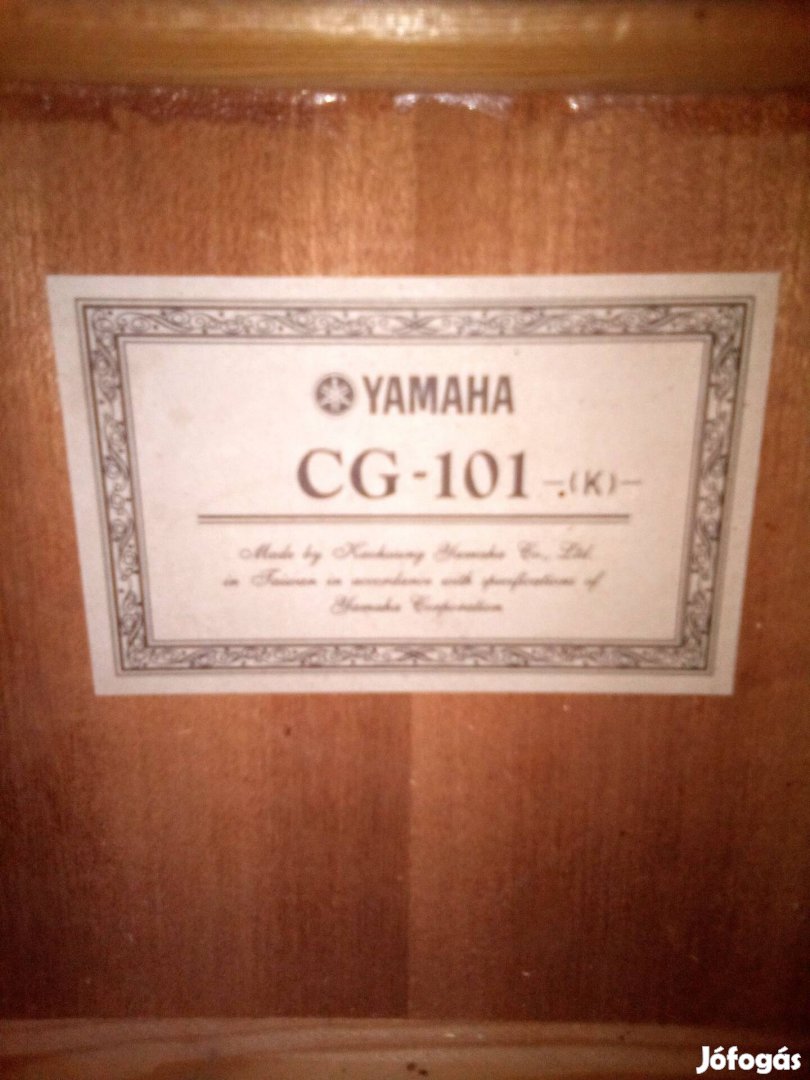 YAMAHA
CG-101 -(K)-
Made by Kaohsiung Yamaha Co., Ltd.
in Taiwan in accordance with specifications of
Yamaha Corporation
Jófogás